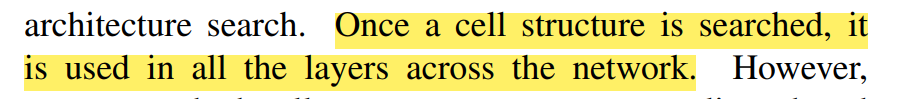 architecture search. Once a cell structure is searched, it
is used in all the layers across the network. However,